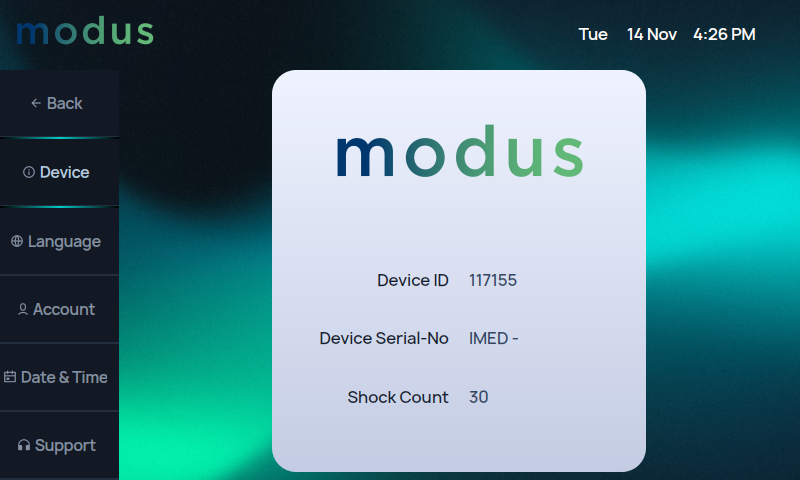 modus
Tue 14 Nov 4:26 PM
Back
Device
Language
Account
Date & Time
Support
modus
Device ID 117155
Device Serial-No IMED -
Shock Count 30